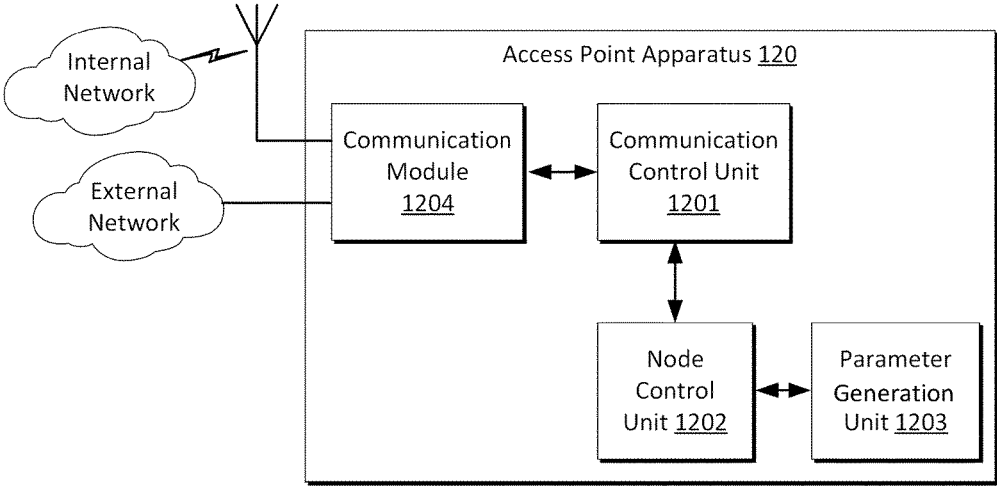 Internal
Network
External
Network
Access Point Apparatus 120
Communication
Module
1204
Communication
Control Unit
1201
Node
Control
Unit 1202
Parameter
Generation
Unit 1203